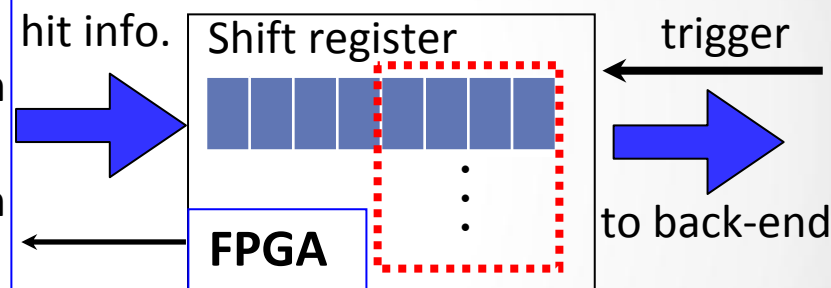 hit info.
Shift register
trigger
n
n
to back-end
FPGA